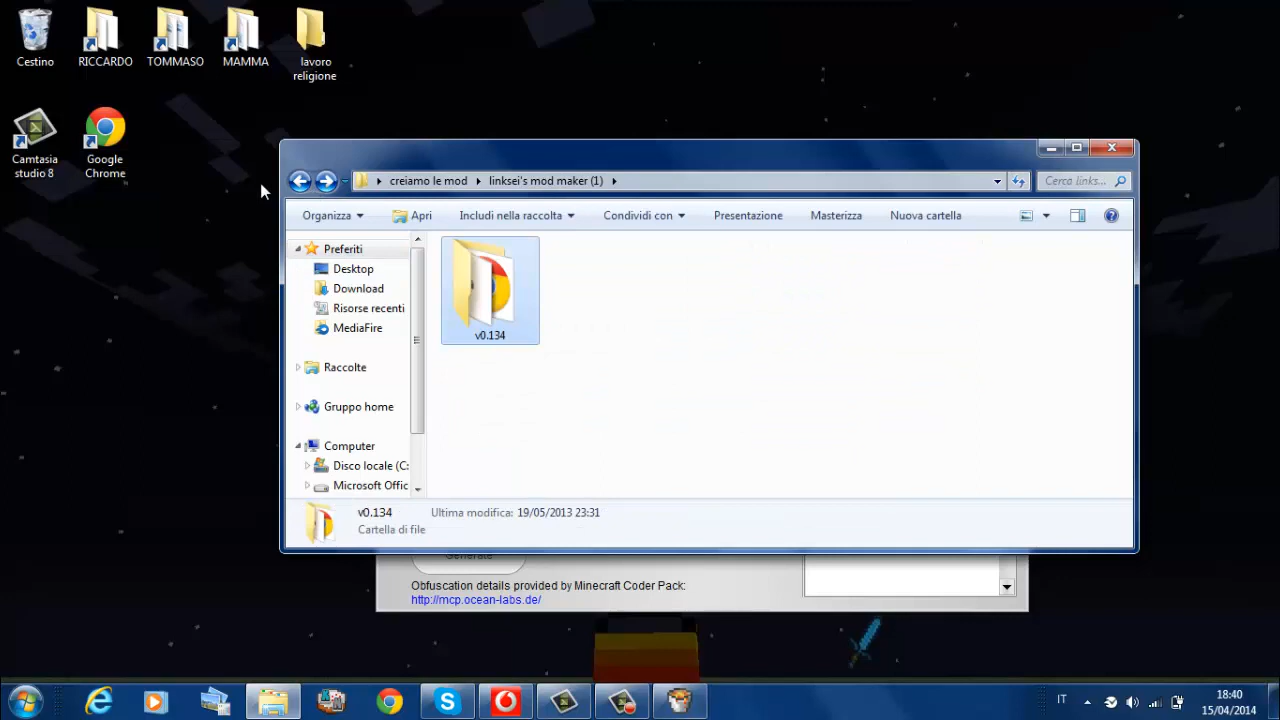 Cestino
RICCARDO
TOMMASO
MAMMA
lavoro
religione
Camtasia
studio 8
Google
Chrome
creiamo le mod
linksei's mod maker (1)
Cerca links...
Organizza
Apri
Includi nella raccolta
Condividi con
Presentazione
Masterizza
Nuova cartella
Preferiti
Desktop
Download
Risorse recenti
MediaFire
Raccolte
Gruppo home
Computer
Disco locale (C:
Microsoft Offic
v0.134
v0.134
Ultima modifica: 19/05/2013 23:31
Cartella di file
Generate
Obfuscation details provided by Minecraft Coder Pack:
http://mcp.ocean-labs.de/
IT
18:40
15/04/2014